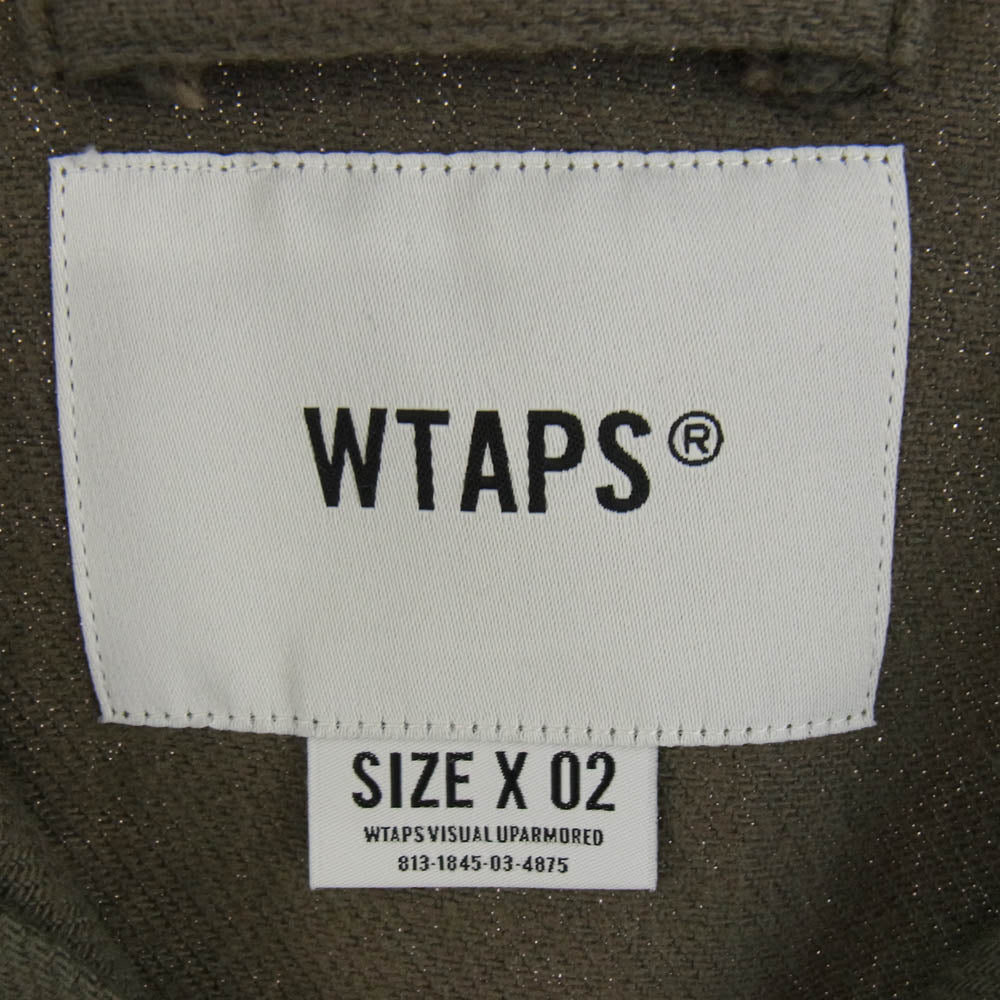 WTAPS®
SIZE X 02
WTAPS VISUAL UPARMORED
813-1845-03-4875